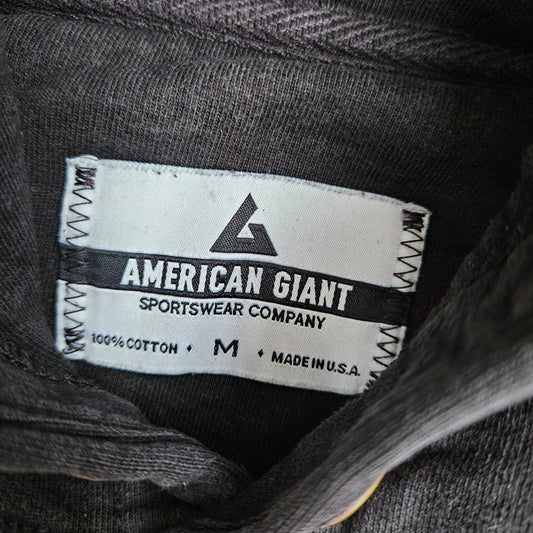 AMERICAN GIANT
SPORTSWEAR COMPANY
100% COTTON • M • MADE IN U.S.A.